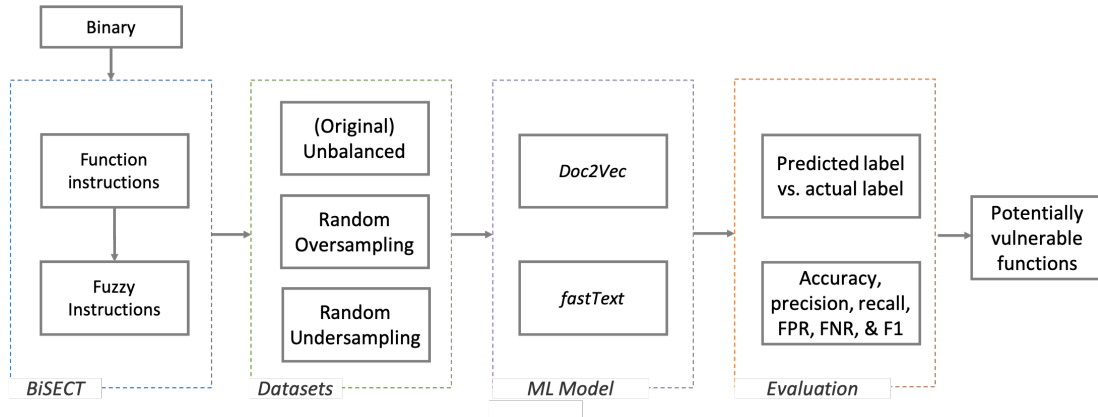 Binary
Function
instructions
Fuzzy
Instructions
BiSECT
(Original)
Unbalanced
Random
Oversampling
Random
Undersampling
Datasets
Doc2Vec
fastText
ML Model
Predicted label
vs. actual label
Accuracy,
precision, recall,
FPR, FNR, & F1
Evaluation
Potentially
vulnerable
functions